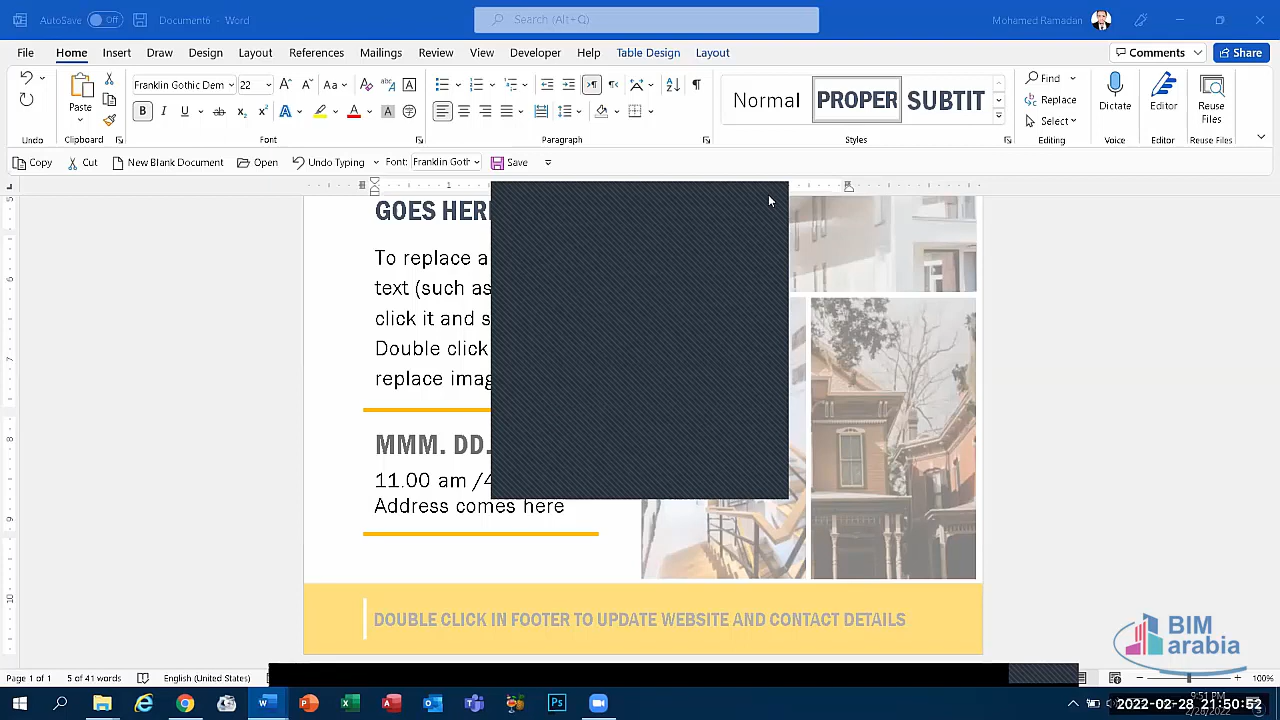 AutoSave Off Document6 - Word Search (Alt+Q) Mohamed Ramadan
File Home Insert Draw Design Layout References Mailings Review View Developer Help Table Design Layout Comments Share
Franklin Gothic Dem 22 Aa Find
Paste Normal PROPER SUBTIT Replace Dictate Editor Reuse Files
Select
Undo Clipboard Font Paragraph Styles Editing Voice Editor Reuse Files
Copy Cut New Blank Document Open Undo Typing Font: Franklin Goth Save
GOES HER
To replace a
text (such as
click it and s
Double click
replace imag
MMM. DD.
11.00 am /4
Address comes here
DOUBLE CLICK IN FOOTER TO UPDATE WEBSITE AND CONTACT DETAILS
BIM
arabia
Page 1 of 1 5 of 41 words English (United States) 100%
9:51 PM
2022-02-28 21:50:52